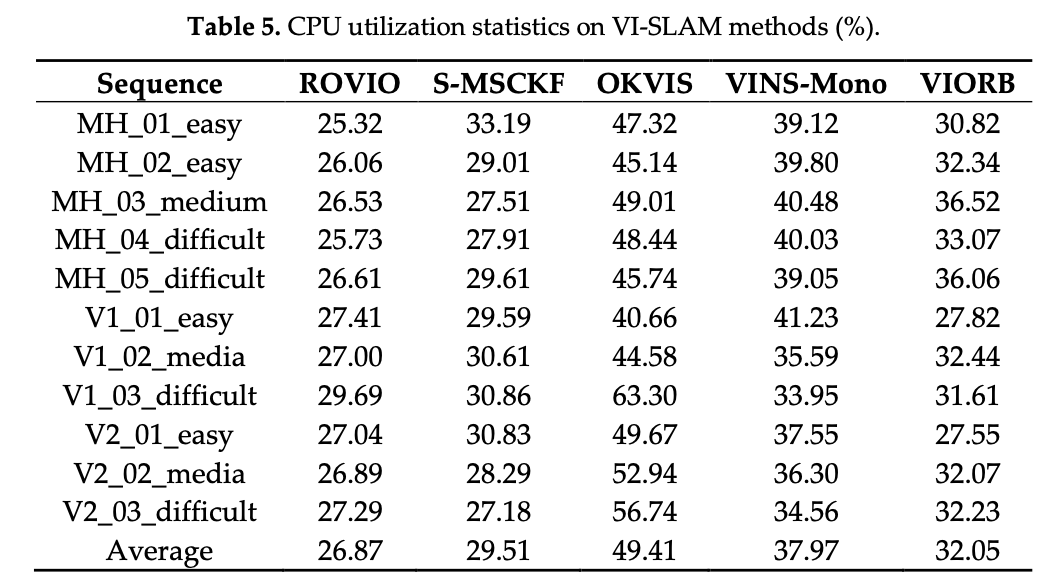 Table 5. CPU utilization statistics on VI-SLAM methods (%).
Sequence ROVIO S-MSCKF OKVIS VINS-Mono VIORB
MH_01_easy 25.32 33.19 47.32 39.12 30.82
MH_02_easy 26.06 29.01 45.14 39.80 32.34
MH_03_medium 26.53 27.51 49.01 40.48 36.52
MH_04_difficult 25.73 27.91 48.44 40.03 33.07
MH_05_difficult 26.61 29.61 45.74 39.05 36.06
V1_01_easy 27.41 29.59 40.66 41.23 27.82
V1_02_media 27.00 30.61 44.58 35.59 32.44
V1_03_difficult 29.69 30.86 63.30 33.95 31.61
V2_01_easy 27.04 30.83 49.67 37.55 27.55
V2_02_media 26.89 28.29 52.94 36.30 32.07
V2_03_difficult 27.29 27.18 56.74 34.56 32.23
Average 26.87 29.51 49.41 37.97 32.05